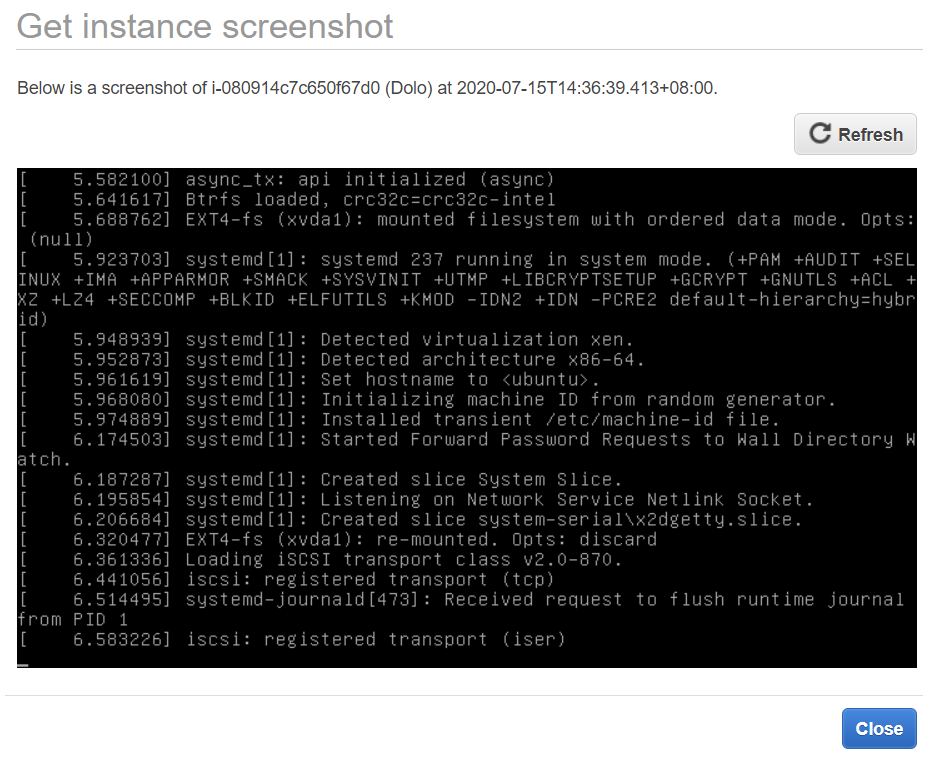 Get instance screenshot
Below is a screenshot of i-080914c7c650f67d0 (Dolo) at 2020-07-15T14:36:39.413+08:00.
Refresh
[    5.582100] async_tx: api initialized (async)
[    5.641617] Btrfs loaded, crc32c=crc32c-intel
[    5.688762] EXT4-fs (xvda1): mounted filesystem with ordered data mode. Opts:
 (null)
[    5.923703] systemd[1]: systemd 237 running in system mode. (+PAM +AUDIT +SEL
INUX +IMA +APPARMOR +SMACK +SYSVINIT +UTMP +LIBCRYPTSETUP +GCRYPT +GNUTLS +ACL +
XZ +LZ4 +SECCOMP +BLKID +ELFUTILS +KMOD -IDN2 +IDN -PCRE2 default-hierarchy=hybr
id)
[    5.948939] systemd[1]: Detected virtualization xen.
[    5.952873] systemd[1]: Detected architecture x86-64.
[    5.961619] systemd[1]: Set hostname to <ubuntu>.
[    5.968080] systemd[1]: Initializing machine ID from random generator.
[    5.974889] systemd[1]: Installed transient /etc/machine-id file.
[    6.174503] systemd[1]: Started Forward Password Requests to Wall Directory W
atch.
[    6.187287] systemd[1]: Created slice System Slice.
[    6.195854] systemd[1]: Listening on Network Service Netlink Socket.
[    6.206684] systemd[1]: Created slice system-serial\x2dgetty.slice.
[    6.320477] EXT4-fs (xvda1): re-mounted. Opts: discard
[    6.361336] Loading iSCSI transport class v2.0-870.
[    6.441056] iscsi: registered transport (tcp)
[    6.514495] systemd-journald[473]: Received request to flush runtime journal
from PID 1
[    6.583226] iscsi: registered transport (iser)
Close